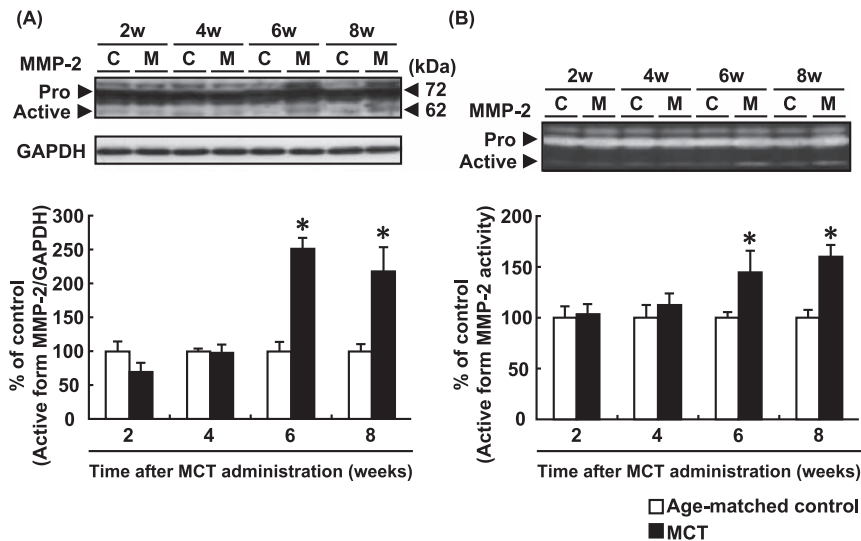 (A)
2w 4w 6w 8w
MMP-2 C M C M C M C M (kDa)
Pro 72
Active 62
GAPDH
% of control
(Active form MMP-2/GAPDH)
300
250
200
150
100
50
0
* *
2 4 6 8
Time after MCT administration (weeks)
(B)
2w 4w 6w 8w
MMP-2 C M C M C M C M
Pro
Active
% of control
(Active form MMP-2 activity)
200
150
100
50
0
* *
2 4 6 8
Time after MCT administration (weeks)
Age-matched control
MCT